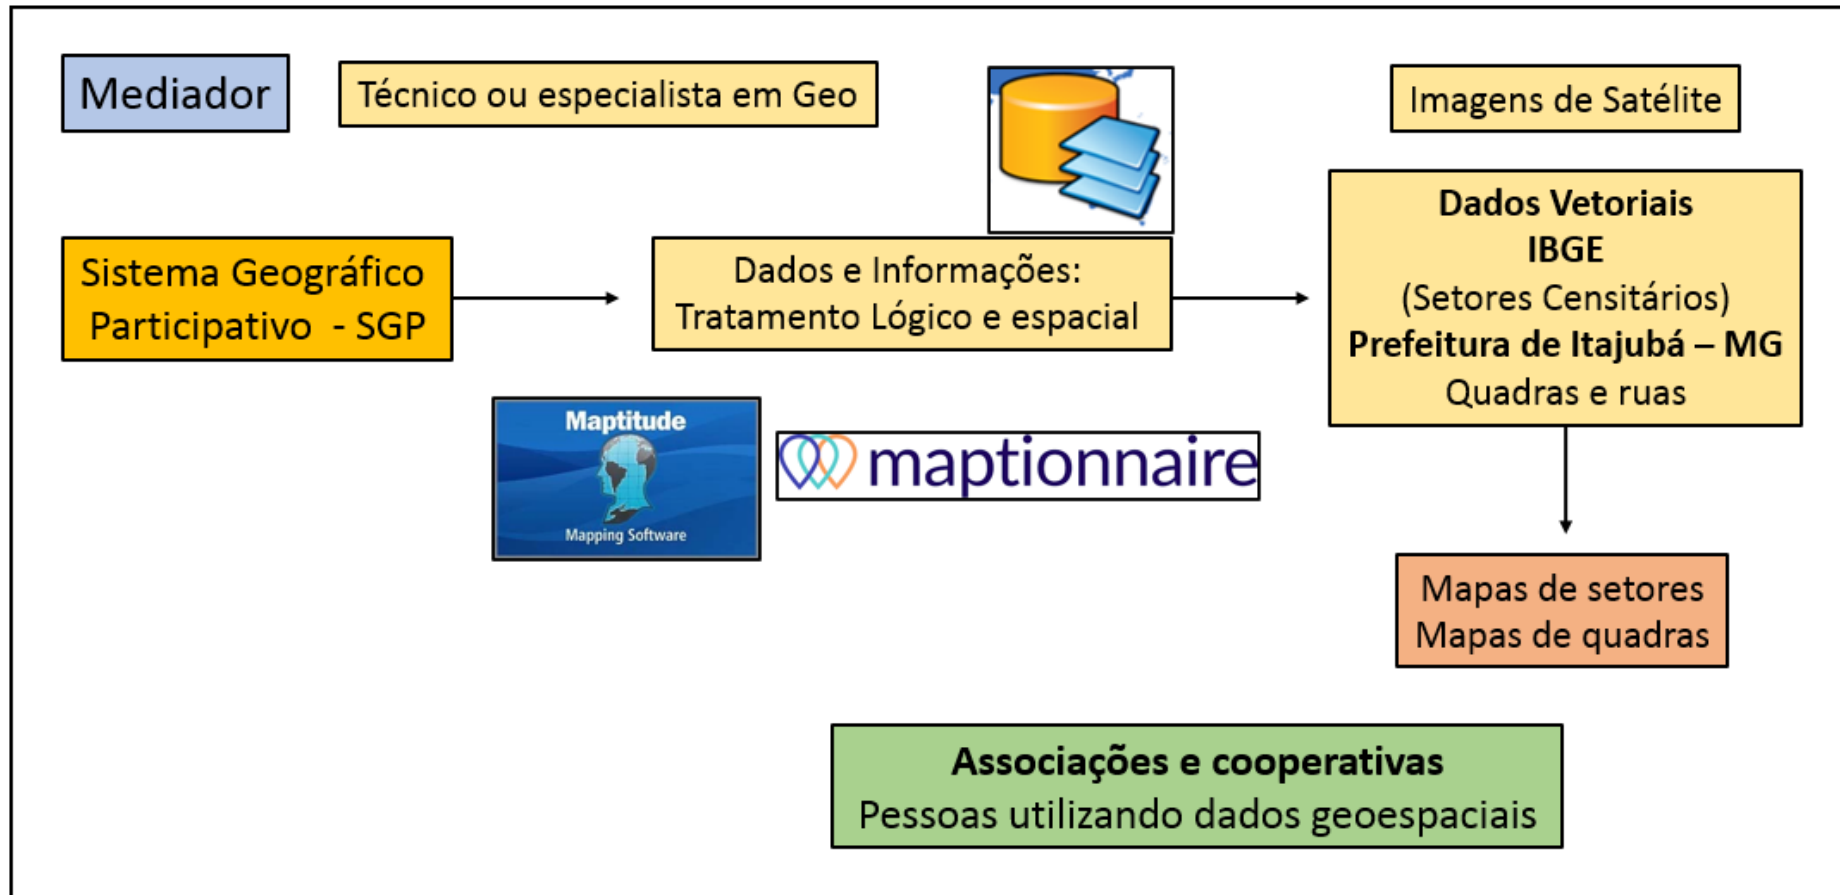 Mediador
Técnico ou especialista em Geo
Imagens de Satélite
Sistema Geográfico
Participativo - SGP
Dados e Informações:
Tratamento Lógico e espacial
Dados Vetoriais
IBGE
(Setores Censitários)
Prefeitura de Itajubá – MG
Quadras e ruas
Maptitude
Mapping Software
maptionnaire
Mapas de setores
Mapas de quadras
Associações e cooperativas
Pessoas utilizando dados geoespaciais